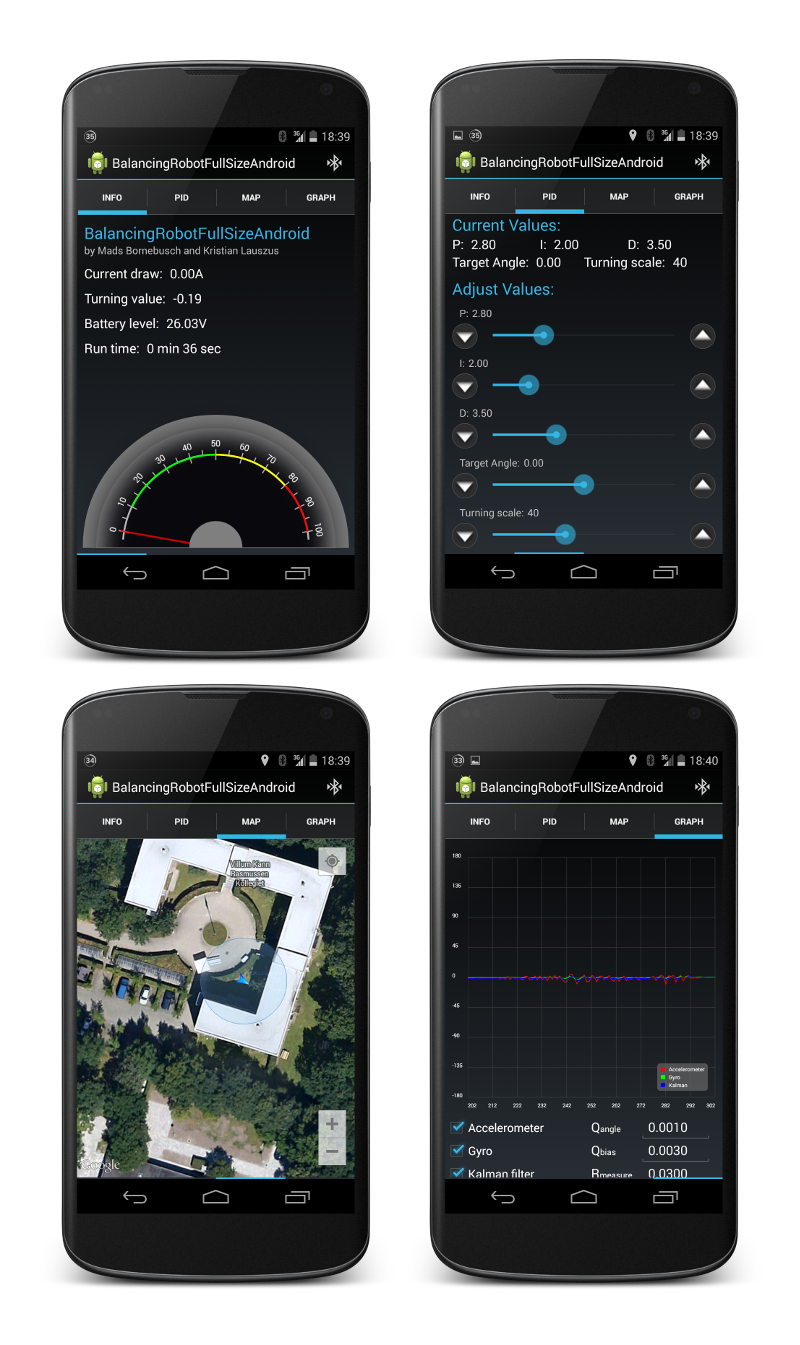 35 3G 18:39
BalancingRobotFullSizeAndroid
INFO PID MAP GRAPH
BalancingRobotFullSizeAndroid
by Mads Bornebusch and Kristian Lauszus
Current draw: 0.00A
Turning value: -0.19
Battery level: 26.03V
Run time: 0 min 36 sec
0 10 20 30 40 50 60 70 80 90 100
35 3G 18:39
BalancingRobotFullSizeAndroid
INFO PID MAP GRAPH
Current Values:
P: 2.80 I: 2.00 D: 3.50
Target Angle: 0.00 Turning scale: 40
Adjust Values:
P: 2.80
I: 2.00
D: 3.50
Target Angle: 0.00
Turning scale: 40
34 3G 18:39
BalancingRobotFullSizeAndroid
INFO PID MAP GRAPH
Villum Kann
Rasmussen
Kollegiet
+
−
Google
33 3G 18:40
BalancingRobotFullSizeAndroid
INFO PID MAP GRAPH
180
135
90
45
0
-45
-90
-135
-180
Accelerometer
Gyro
Kalman
202 212 222 232 242 252 262 272 282 292 302
Accelerometer Qangle 0.0010
Gyro Qbias 0.0030
Kalman filter Rmeasure 0.0300